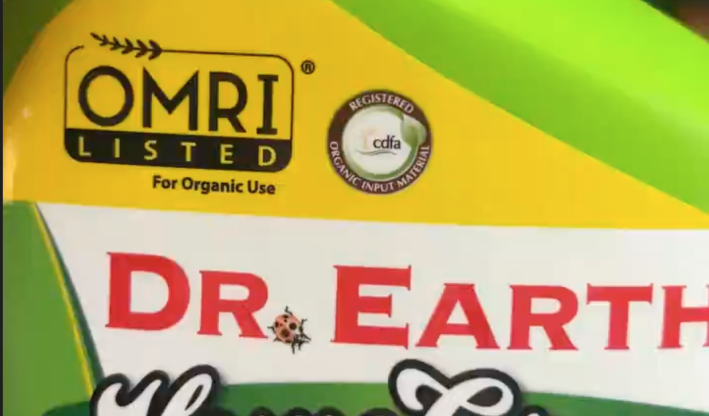 OMRI ®
LISTED
For Organic Use
REGISTERED
cdfa
ORGANIC INPUT MATERIAL
DR. EARTH